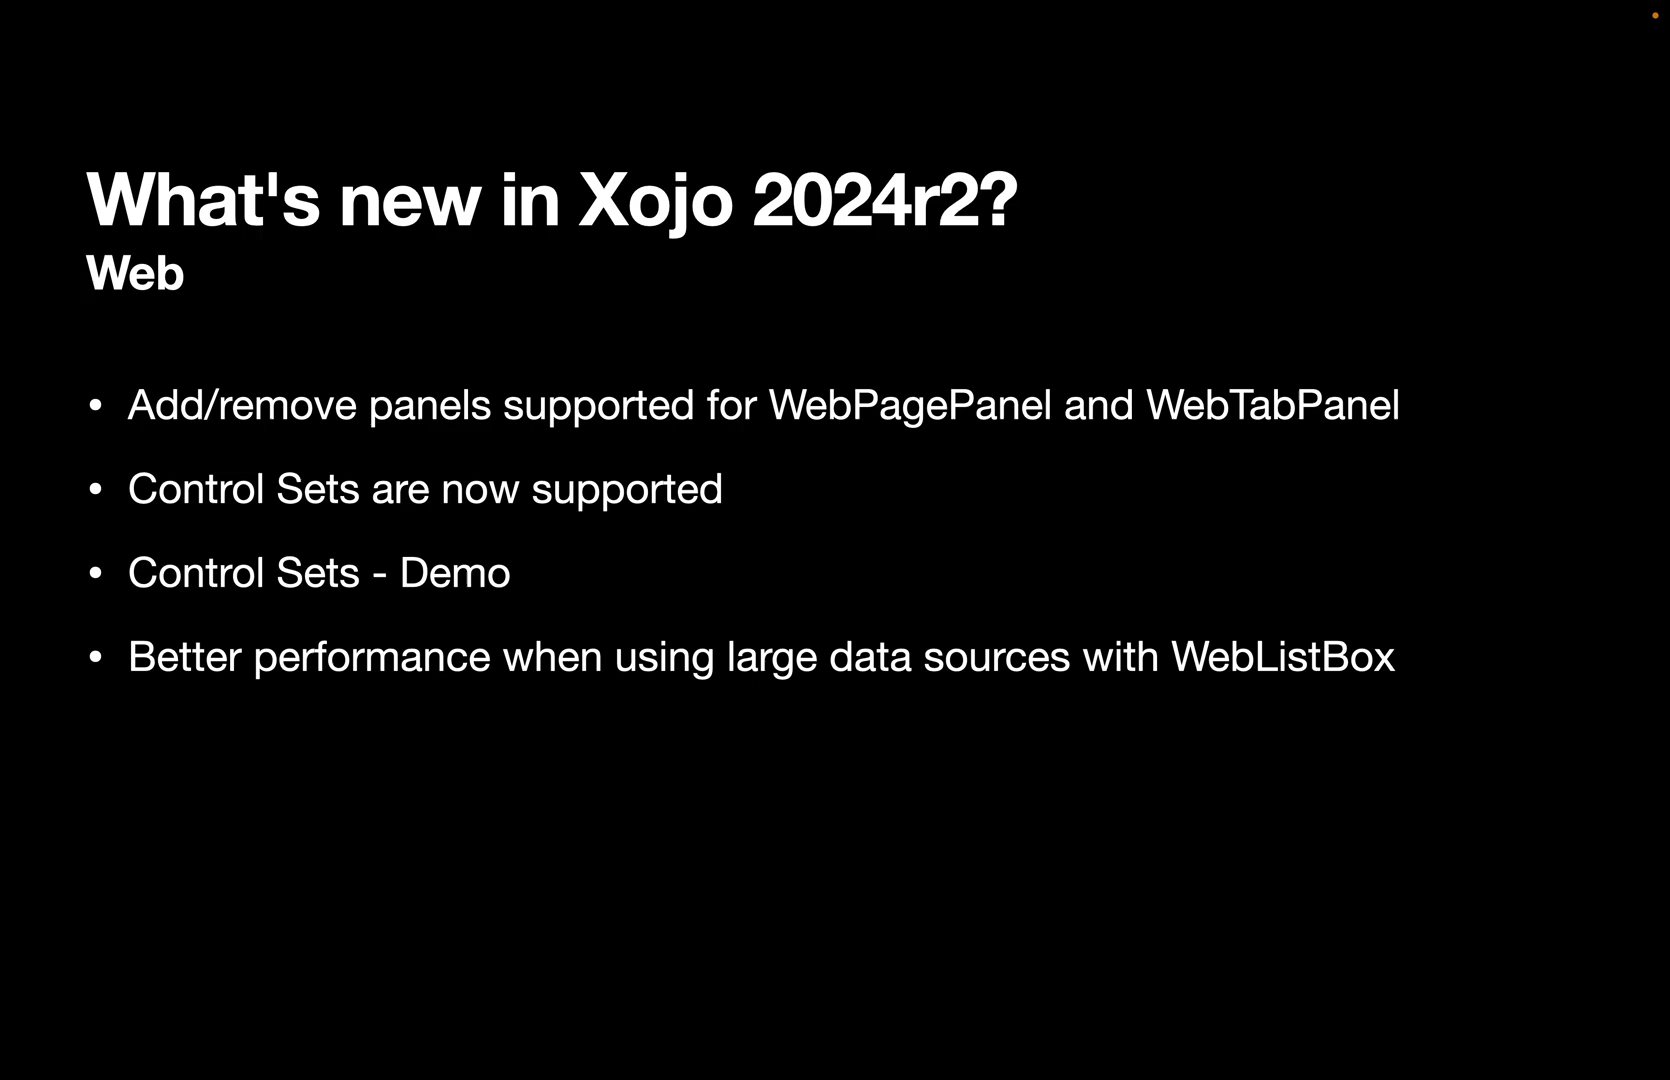 What's new in Xojo 2024r2?
Web
• Add/remove panels supported for WebPagePanel and WebTabPanel
• Control Sets are now supported
• Control Sets - Demo
• Better performance when using large data sources with WebListBox